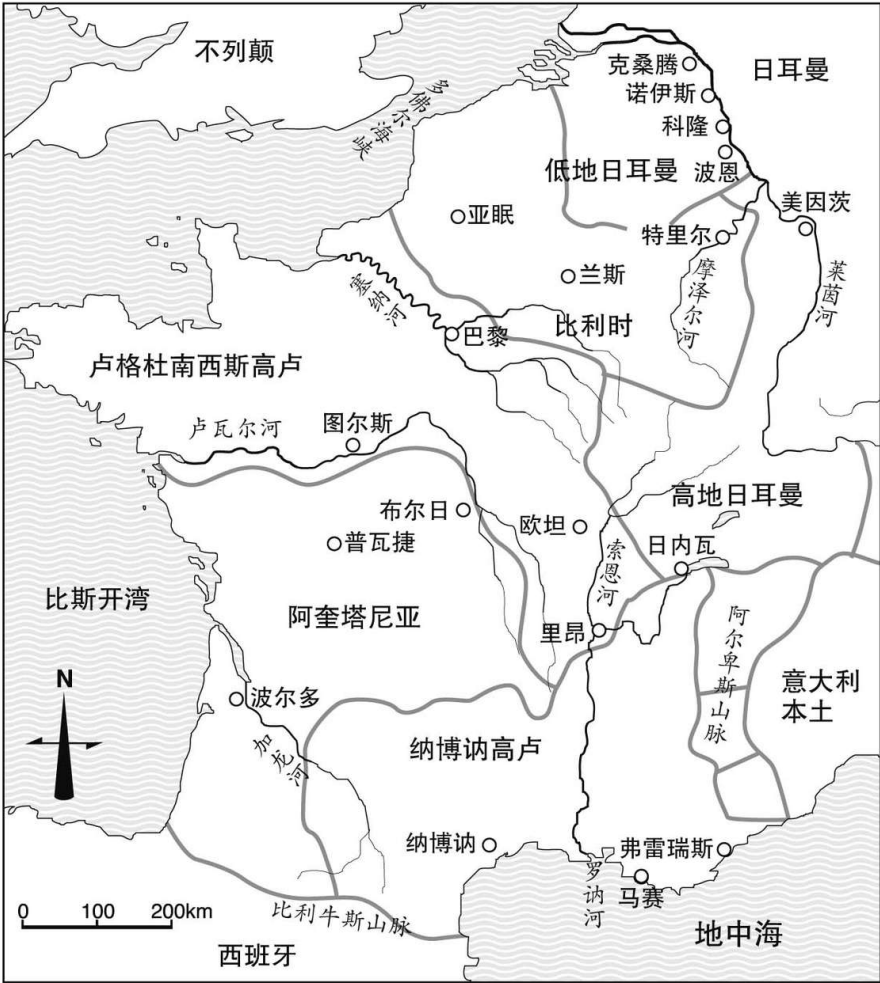 不列颠
多佛尔海峡
克桑腾
日耳曼
诺伊斯
科隆
低地日耳曼
波恩
美因茨
亚眠
特里尔
兰斯
摩泽尔河
莱茵河
塞纳河
巴黎
比利时
卢格杜南西斯高卢
卢瓦尔河
图尔斯
高地日耳曼
布尔日
欧坦
普瓦捷
索恩河
日内瓦
比斯开湾
阿奎塔尼亚
里昂
阿尔卑斯山脉
意大利
本土
N
波尔多
加龙河
纳博讷高卢
纳博讷
弗雷瑞斯
罗讷河
马赛
0 100 200km
比利牛斯山脉
西班牙
地中海